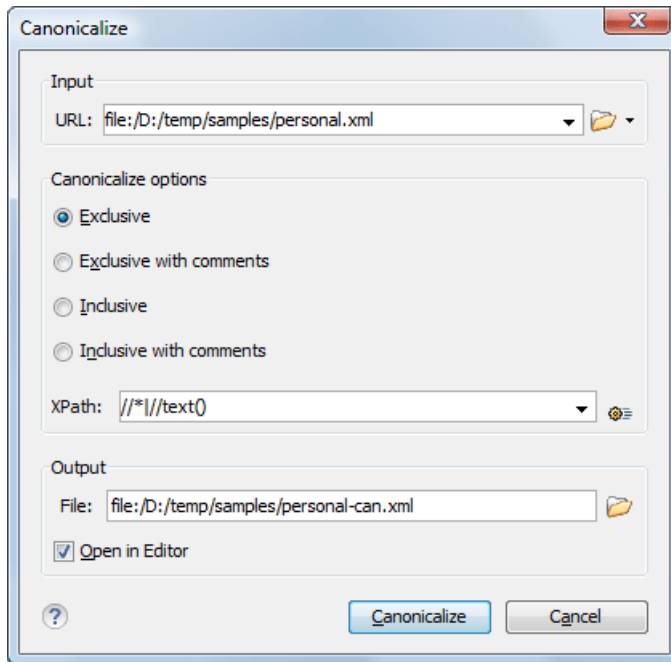 Canonicalize
Input
URL: file:/D:/temp/samples/personal.xml
Canonicalize options
Exclusive
Exclusive with comments
Inclusive
Inclusive with comments
XPath: //*|//text()
Output
File: file:/D:/temp/samples/personal-can.xml
Open in Editor
? Canonicalize Cancel